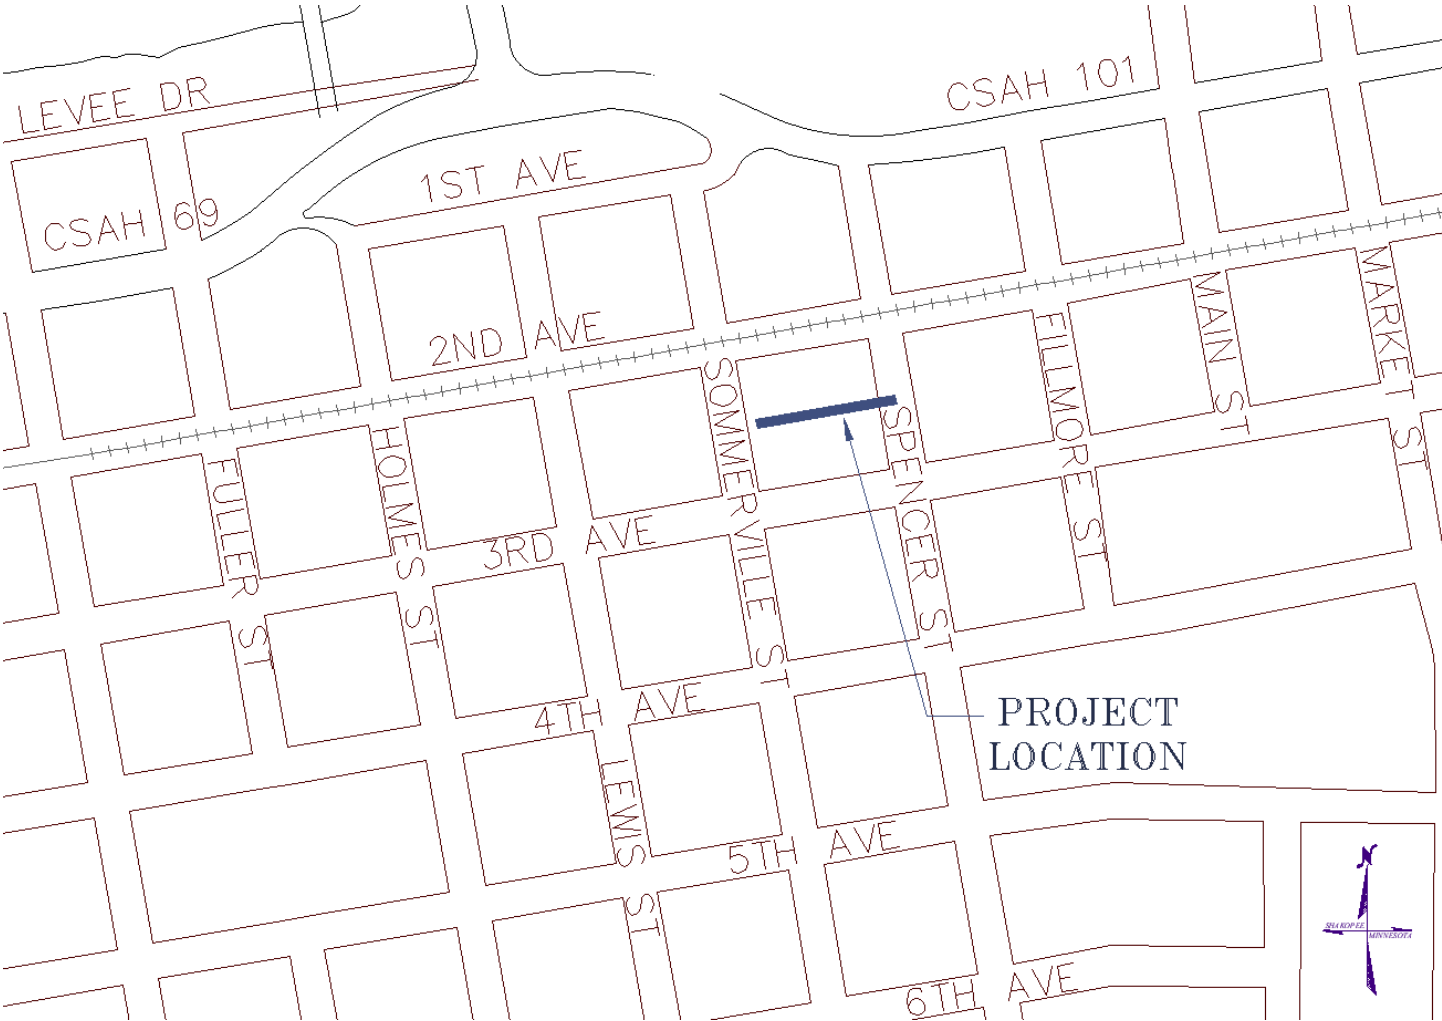 LEVEE DR
CSAH 101
1ST AVE
CSAH 69
2ND AVE
SOMMERVILLE ST
SPENCER ST
FILLMORE ST
MAIN ST
MARKET ST
FULLER ST
HOLMES ST
3RD AVE
4TH AVE
PROJECT
LOCATION
LEWIS ST
5TH AVE
6TH AVE
N
SHAKOPEE
MINNESOTA